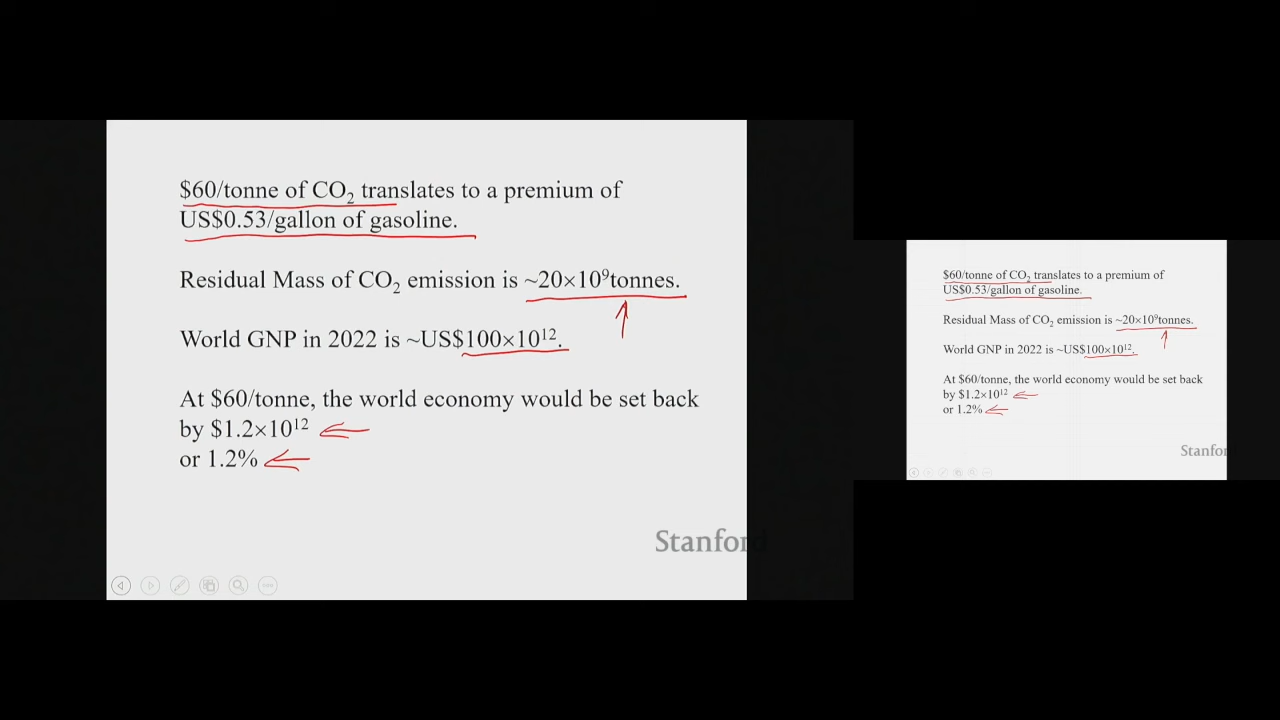 $60/tonne of CO₂ translates to a premium of
US$0.53/gallon of gasoline.
Residual Mass of CO₂ emission is ~20×10⁹tonnes.
World GNP in 2022 is ~US$100×10¹².
At $60/tonne, the world economy would be set back
by $1.2×10¹²
or 1.2%
Stanford
$60/tonne of CO₂ translates to a premium of
US$0.53/gallon of gasoline.
Residual Mass of CO₂ emission is ~20×10⁹tonnes.
World GNP in 2022 is ~US$100×10¹².
At $60/tonne, the world economy would be set back
by $1.2×10¹²
or 1.2%
Stanford